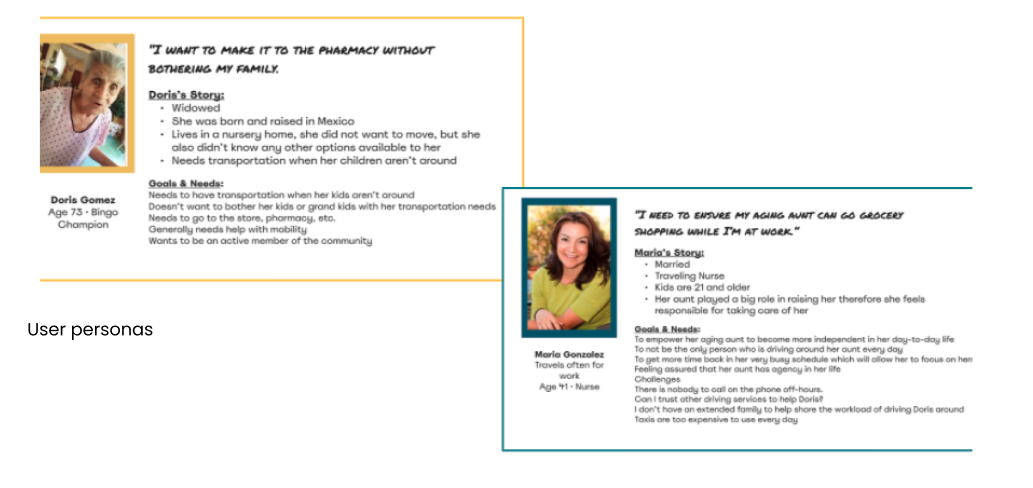 "I WANT TO MAKE IT TO THE PHARMACY WITHOUT
BOTHERING MY FAMILY.
Doris's Story:
• Widowed
• She was born and raised in Mexico
• Lives in a nursery home, she did not want to move, but she
also didn't know any other options available to her
• Needs transportation when her children aren't around
Goals & Needs:
Needs to have transportation when her kids aren't around
Doesn't want to bother her kids or grand kids with her transportation needs
Needs to go to the store, pharmacy, etc.
Generally needs help with mobility
Wants to be an active member of the community
Doris Gomez
Age 73 • Bingo
Champion
User personas
"I NEED TO ENSURE MY AGING AUNT CAN GO GROCERY
SHOPPING WHILE I'M AT WORK."
Maria's Story:
• Married
• Traveling Nurse
• Kids are 21 and older
• Her aunt played a big role in raising her therefore she feels
responsible for taking care of her
Goals & Needs:
To empower her aging aunt to become more independent in her day-to-day life
To not be the only person who is driving around her aunt every day
To get more time back in her very busy schedule which will allow her to focus on her
Feeling assured that her aunt has agency in her life
Challenges
There is nobody to call on the phone off-hours.
Can I trust other driving services to help Doris?
I don't have an extended family to help share the workload of driving Doris around
Taxis are too expensive to use every day
Maria Gonzalez
Travels often for
work
Age 41 • Nurse